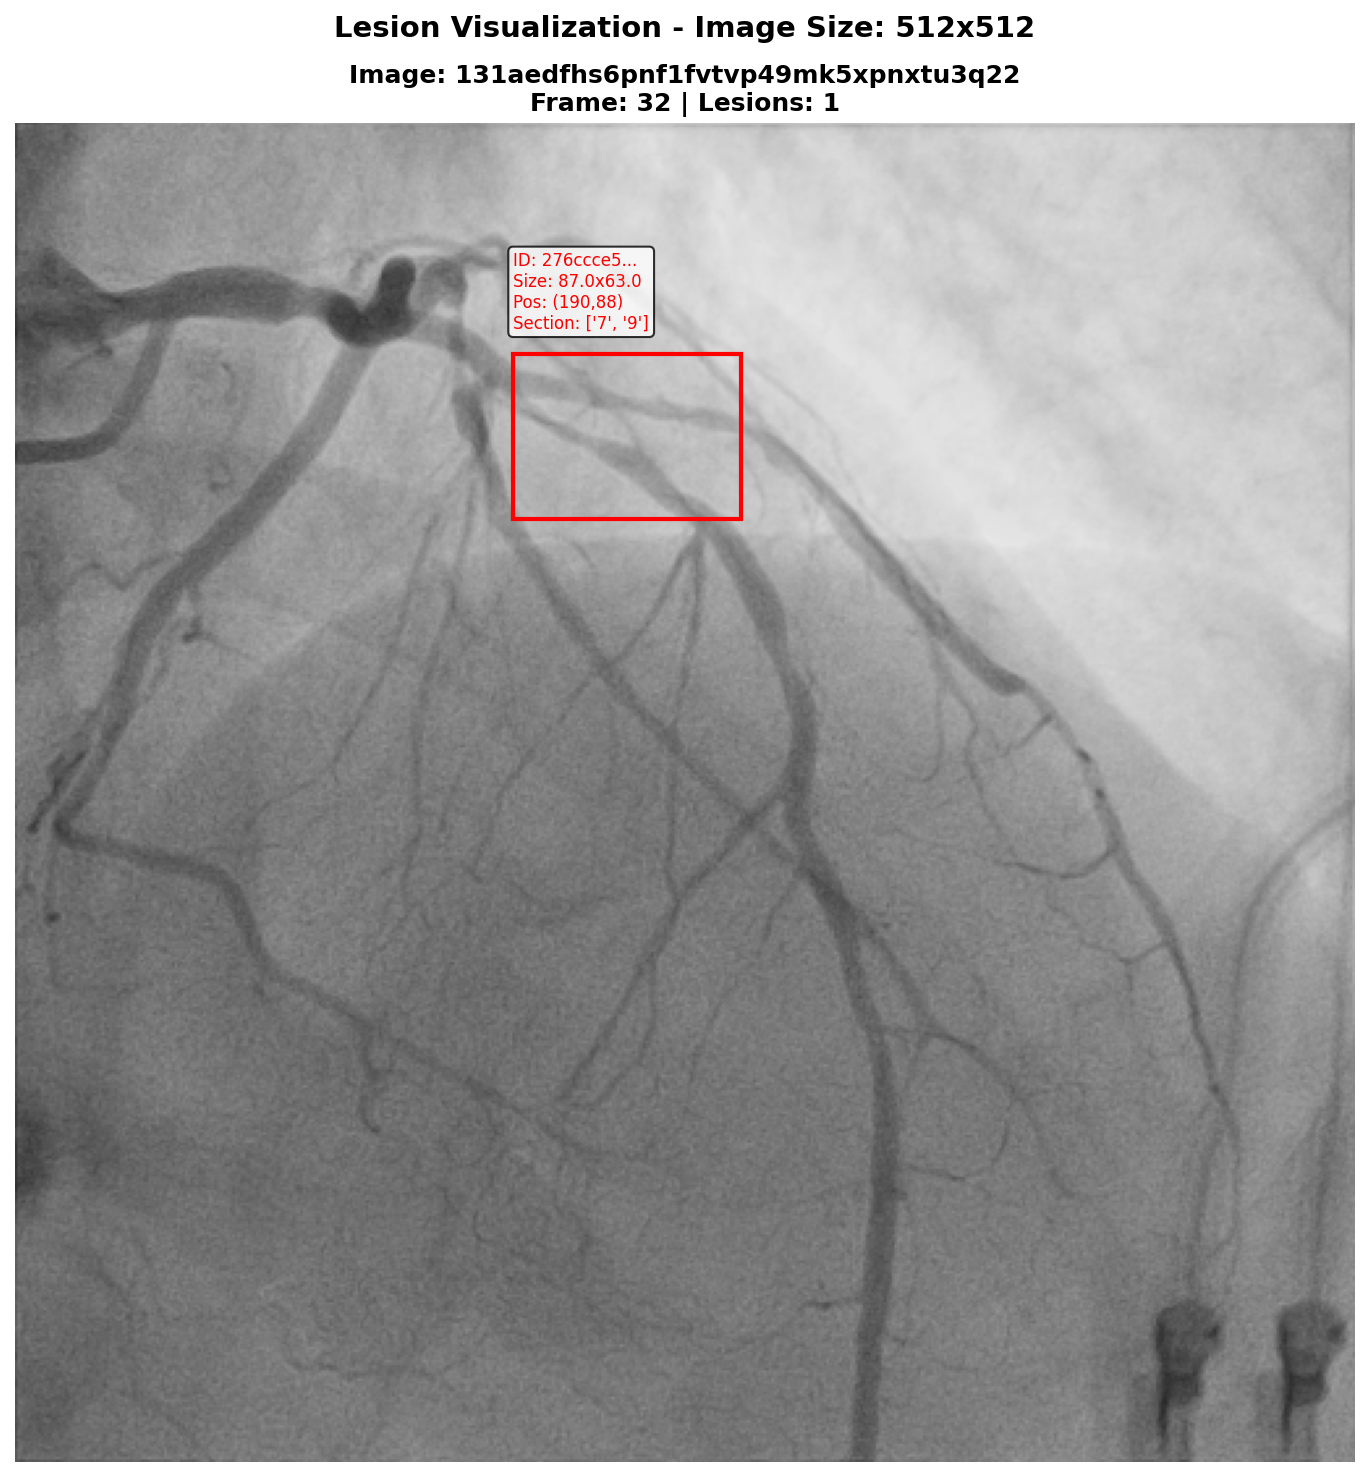 Lesion Visualization - Image Size: 512x512
Image: 131aedfhs6pnf1fvtvp49mk5xpnxtu3q22
Frame: 32 | Lesions: 1
ID: 276ccce5...
Size: 87.0x63.0
Pos: (190,88)
Section: ['7', '9']